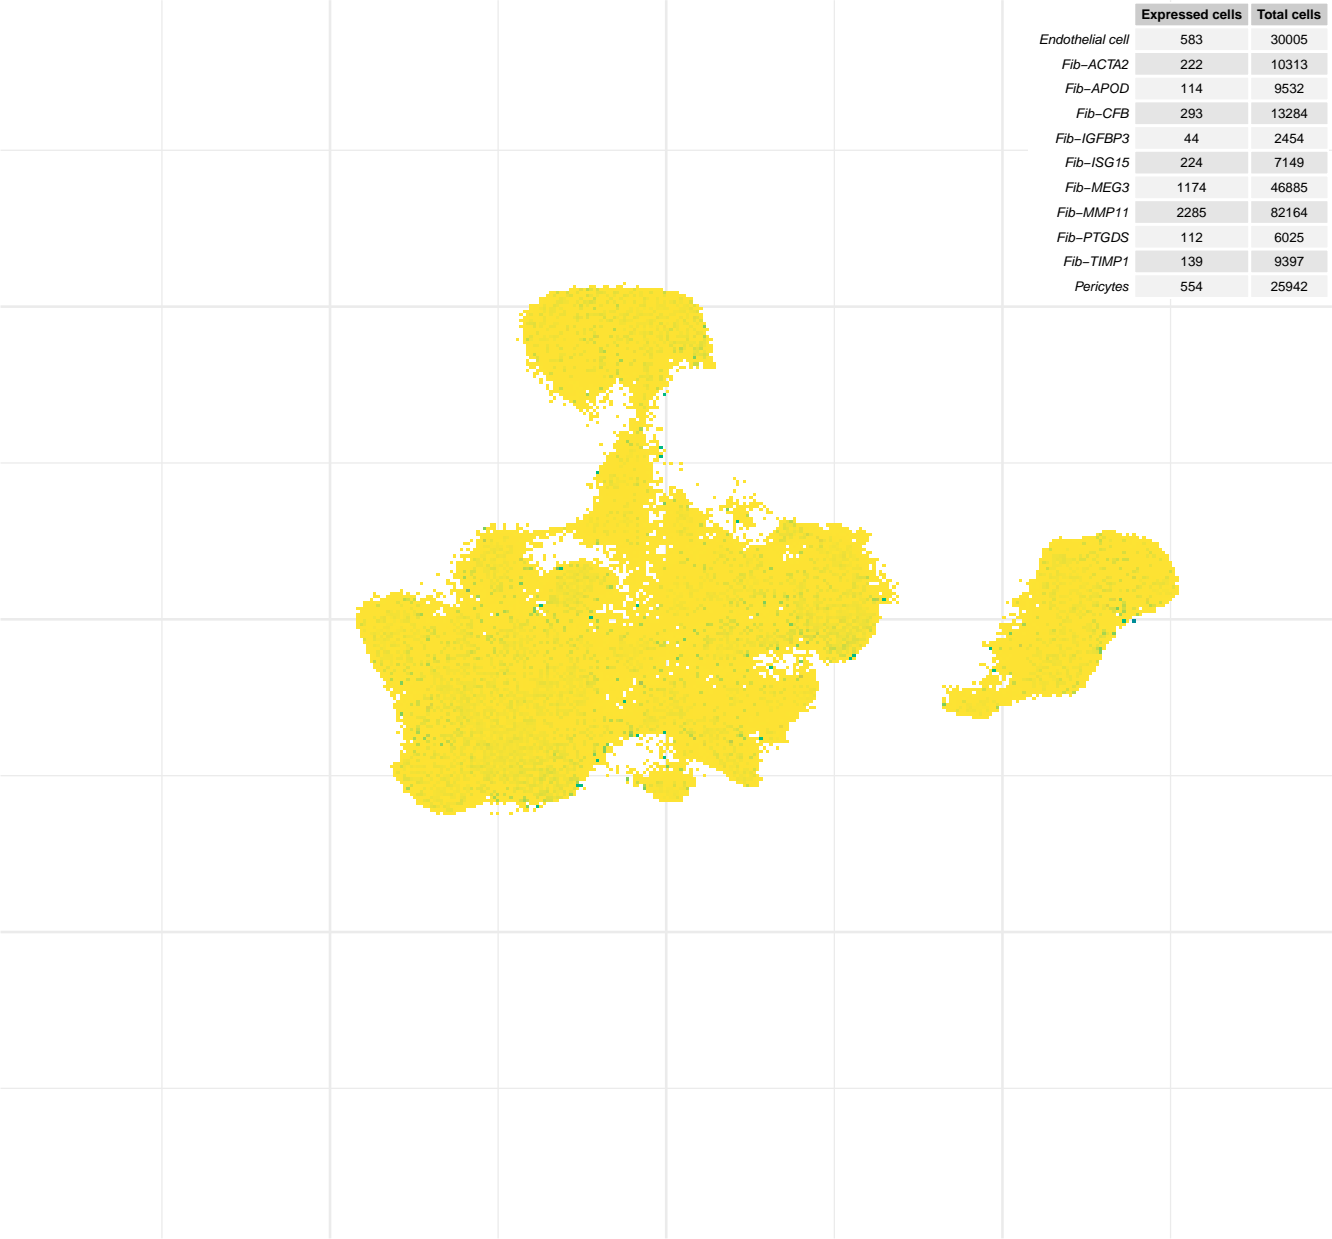 Expressed cells Total cells
Endothelial cell 583 30005
Fib−ACTA2 222 10313
Fib−APOD 114 9532
Fib−CFB 293 13284
Fib−IGFBP3 44 2454
Fib−ISG15 224 7149
Fib−MEG3 1174 46885
Fib−MMP11 2285 82164
Fib−PTGDS 112 6025
Fib−TIMP1 139 9397
Pericytes 554 25942